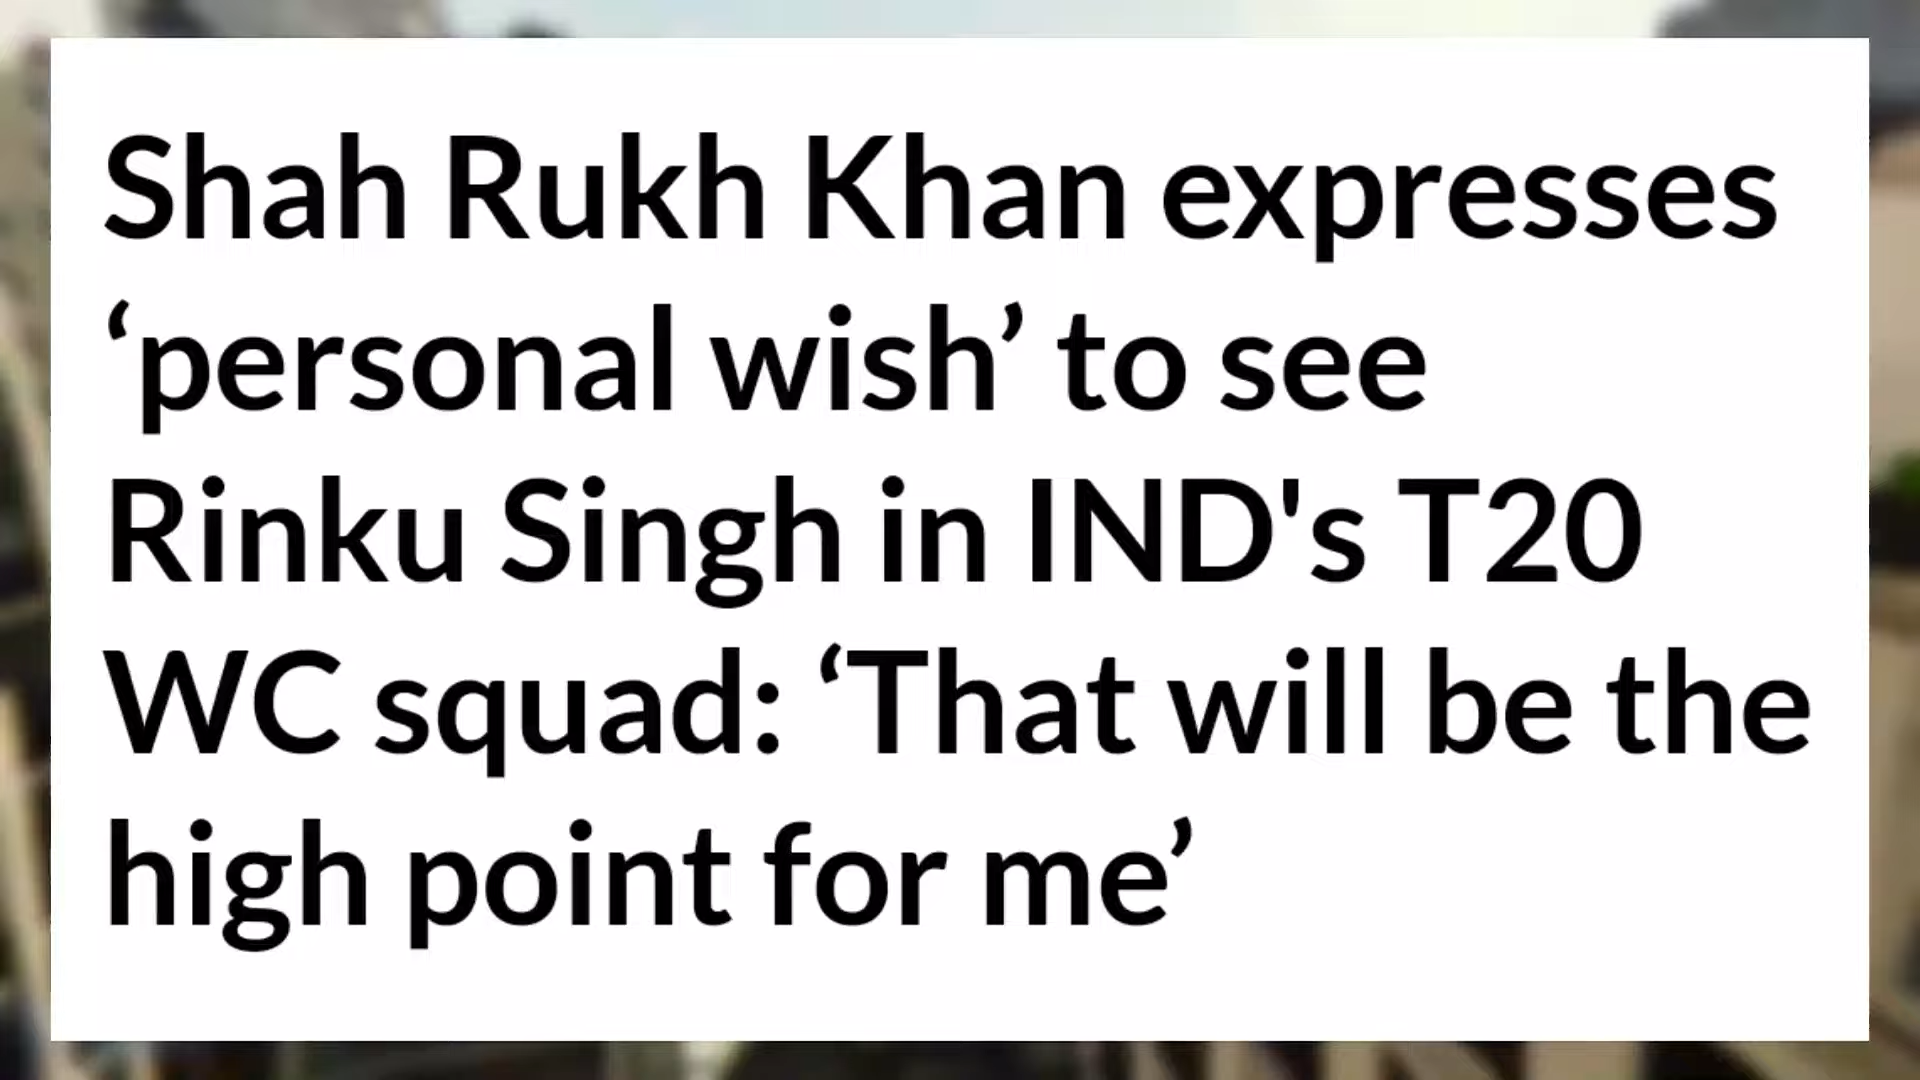 Shah Rukh Khan expresses
‘personal wish’ to see
Rinku Singh in IND's T20
WC squad: ‘That will be the
high point for me’